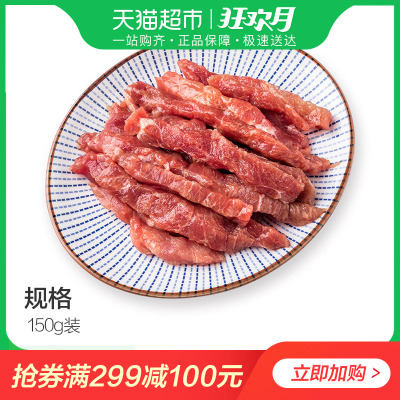 天猫超市 狂欢月
一站购齐·正品保障·极速送达
规格
150g装
抢券满299减100元
立即加购 >